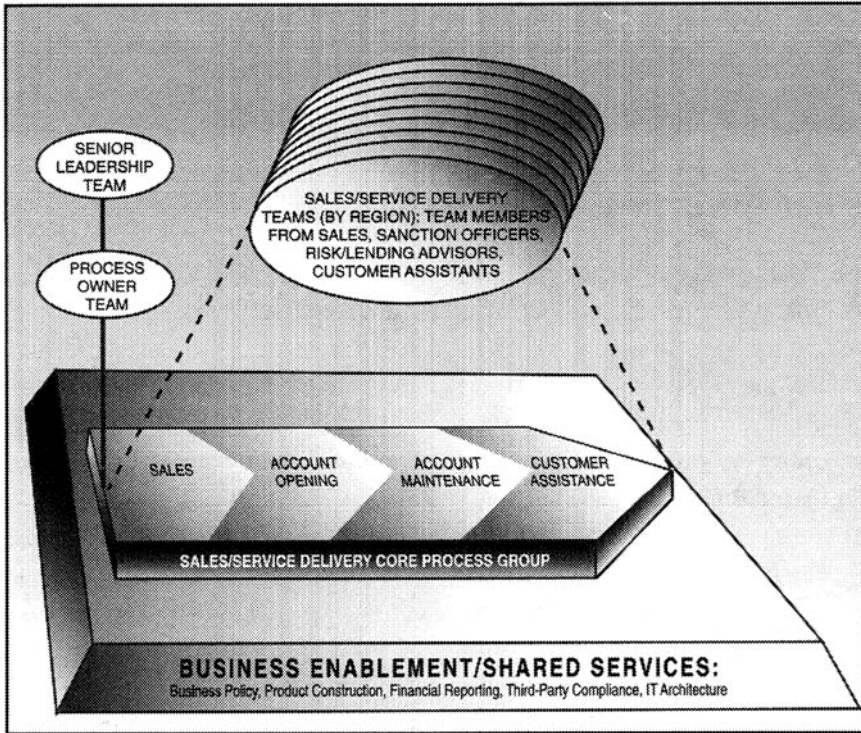 SENIOR
LEADERSHIP
TEAM
PROCESS
OWNER
TEAM
SALES/SERVICE DELIVERY
TEAMS (BY REGION): TEAM MEMBERS
FROM SALES, SANCTION OFFICERS,
RISK/LENDING ADVISORS,
CUSTOMER ASSISTANTS
SALES
ACCOUNT
OPENING
ACCOUNT
MAINTENANCE
CUSTOMER
ASSISTANCE
SALES/SERVICE DELIVERY CORE PROCESS GROUP
BUSINESS ENABLEMENT/SHARED SERVICES:
Business Policy, Product Construction, Financial Reporting, Third-Party Compliance, IT Architecture